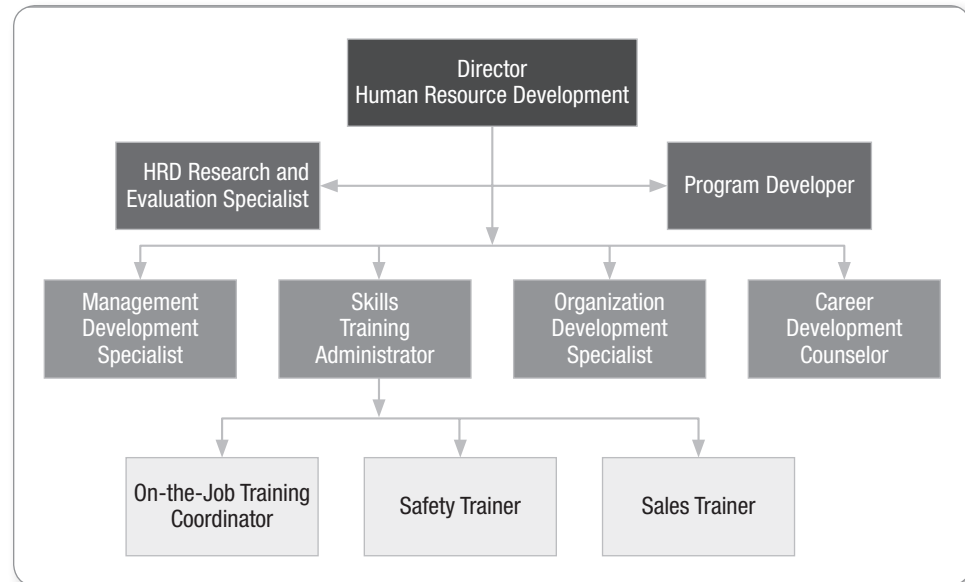 Director
Human Resource Development
HRD Research and
Evaluation Specialist
Program Developer
Management
Development
Specialist
Skills
Training
Administrator
Organization
Development
Specialist
Career
Development
Counselor
On-the-Job Training
Coordinator
Safety Trainer
Sales Trainer